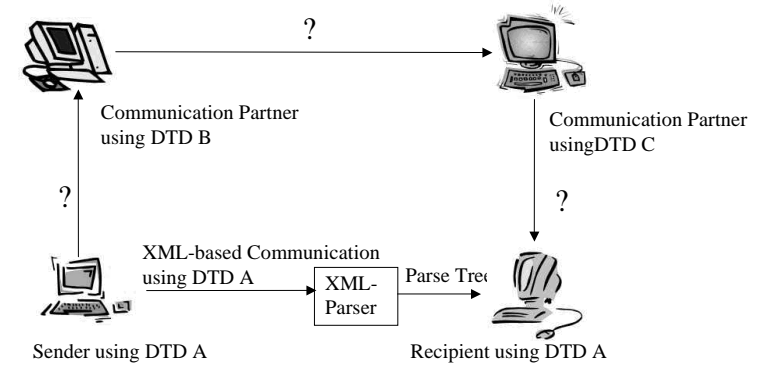 ?
Communication Partner
using DTD B
Communication Partner
usingDTD C
?
?
XML-based Communication
using DTD A
XML-
Parser
Parse Tree
Sender using DTD A
Recipient using DTD A